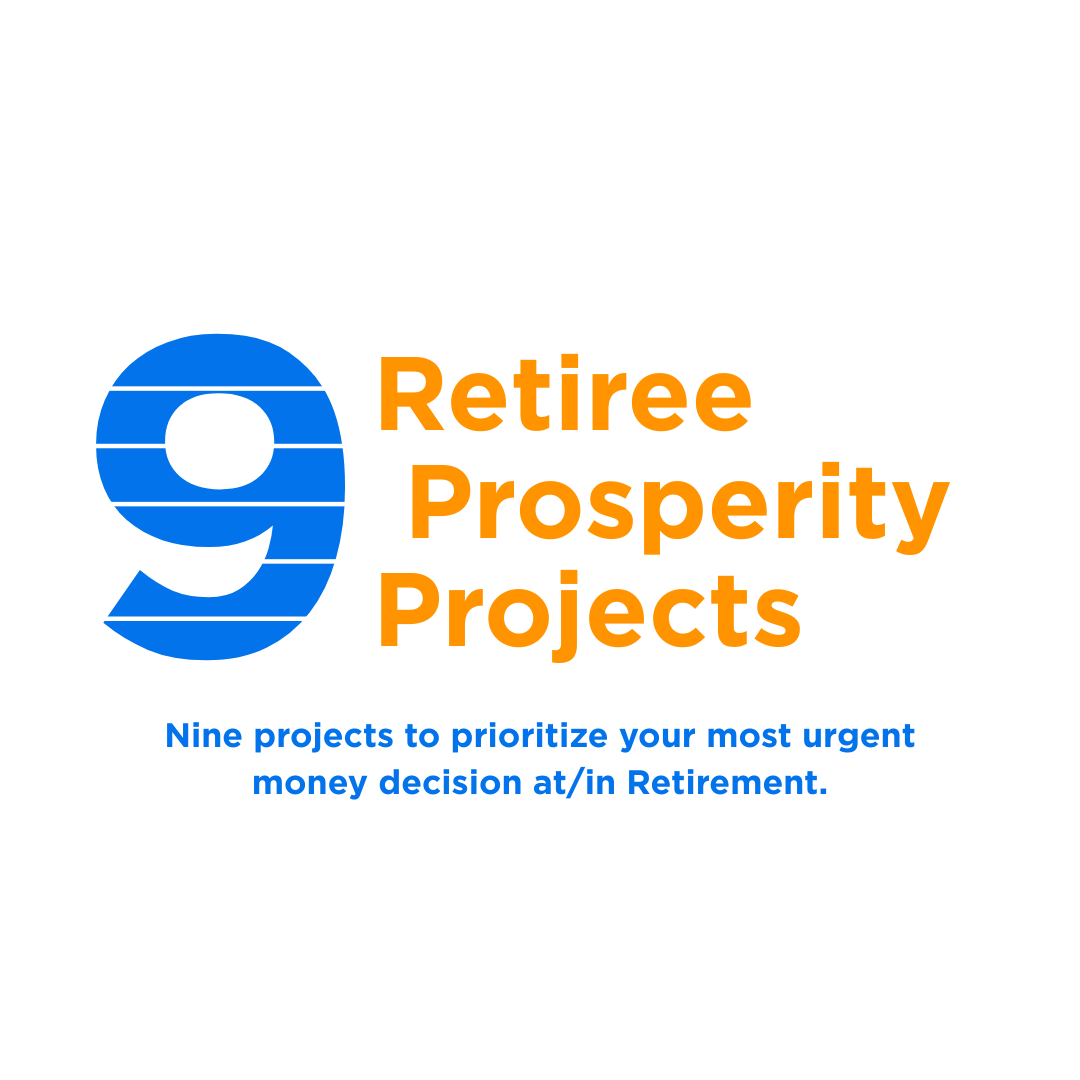 9
Retiree
Prosperity
Projects
Nine projects to prioritize your most urgent
money decision at/in Retirement.